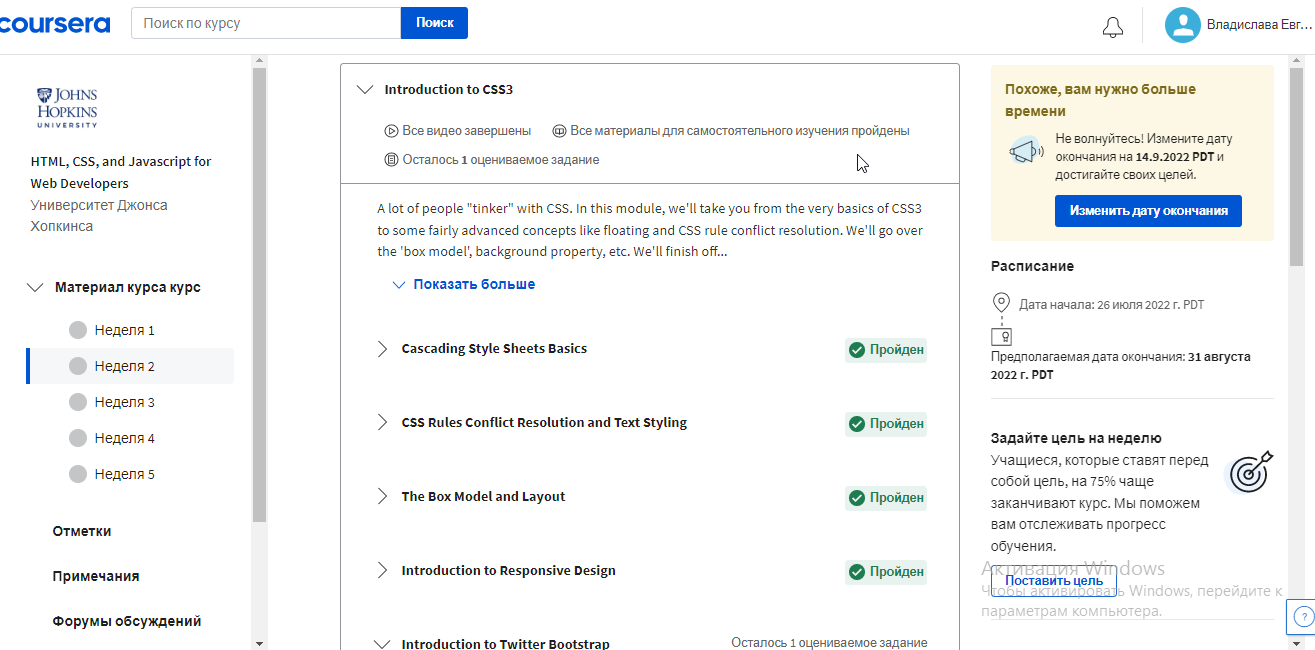 coursera
Поиск по курсу
Поиск
Владислава Евг...
JOHNS
HOPKINS
UNIVERSITY
HTML, CSS, and Javascript for
Web Developers
Университет Джонса
Хопкинса
Материал курса курс
Неделя 1
Неделя 2
Неделя 3
Неделя 4
Неделя 5
Отметки
Примечания
Форумы обсуждений
Introduction to CSS3
Все видео завершены
Все материалы для самостоятельного изучения пройдены
Осталось 1 оцениваемое задание
A lot of people "tinker" with CSS. In this module, we'll take you from the very basics of CSS3
to some fairly advanced concepts like floating and CSS rule conflict resolution. We'll go over
the 'box model', background property, etc. We'll finish off...
Показать больше
Cascading Style Sheets Basics
Пройден
CSS Rules Conflict Resolution and Text Styling
Пройден
The Box Model and Layout
Пройден
Introduction to Responsive Design
Пройден
Introduction to Twitter Bootstrap
Осталось 1 оцениваемое задание
Похоже, вам нужно больше
времени
Не волнуйтесь! Измените дату
окончания на 14.9.2022 PDT и
достигайте своих целей.
Изменить дату окончания
Расписание
Дата начала: 26 июля 2022 г. PDT
Предполагаемая дата окончания: 31 августа
2022 г. PDT
Задайте цель на неделю
Учащиеся, которые ставят перед
собой цель, на 75% чаще
заканчивают курс. Мы поможем
вам отслеживать прогресс
обучения.
Поставить цель
Активация Windows
Чтобы активировать Windows, перейдите к
параметрам компьютера.
?